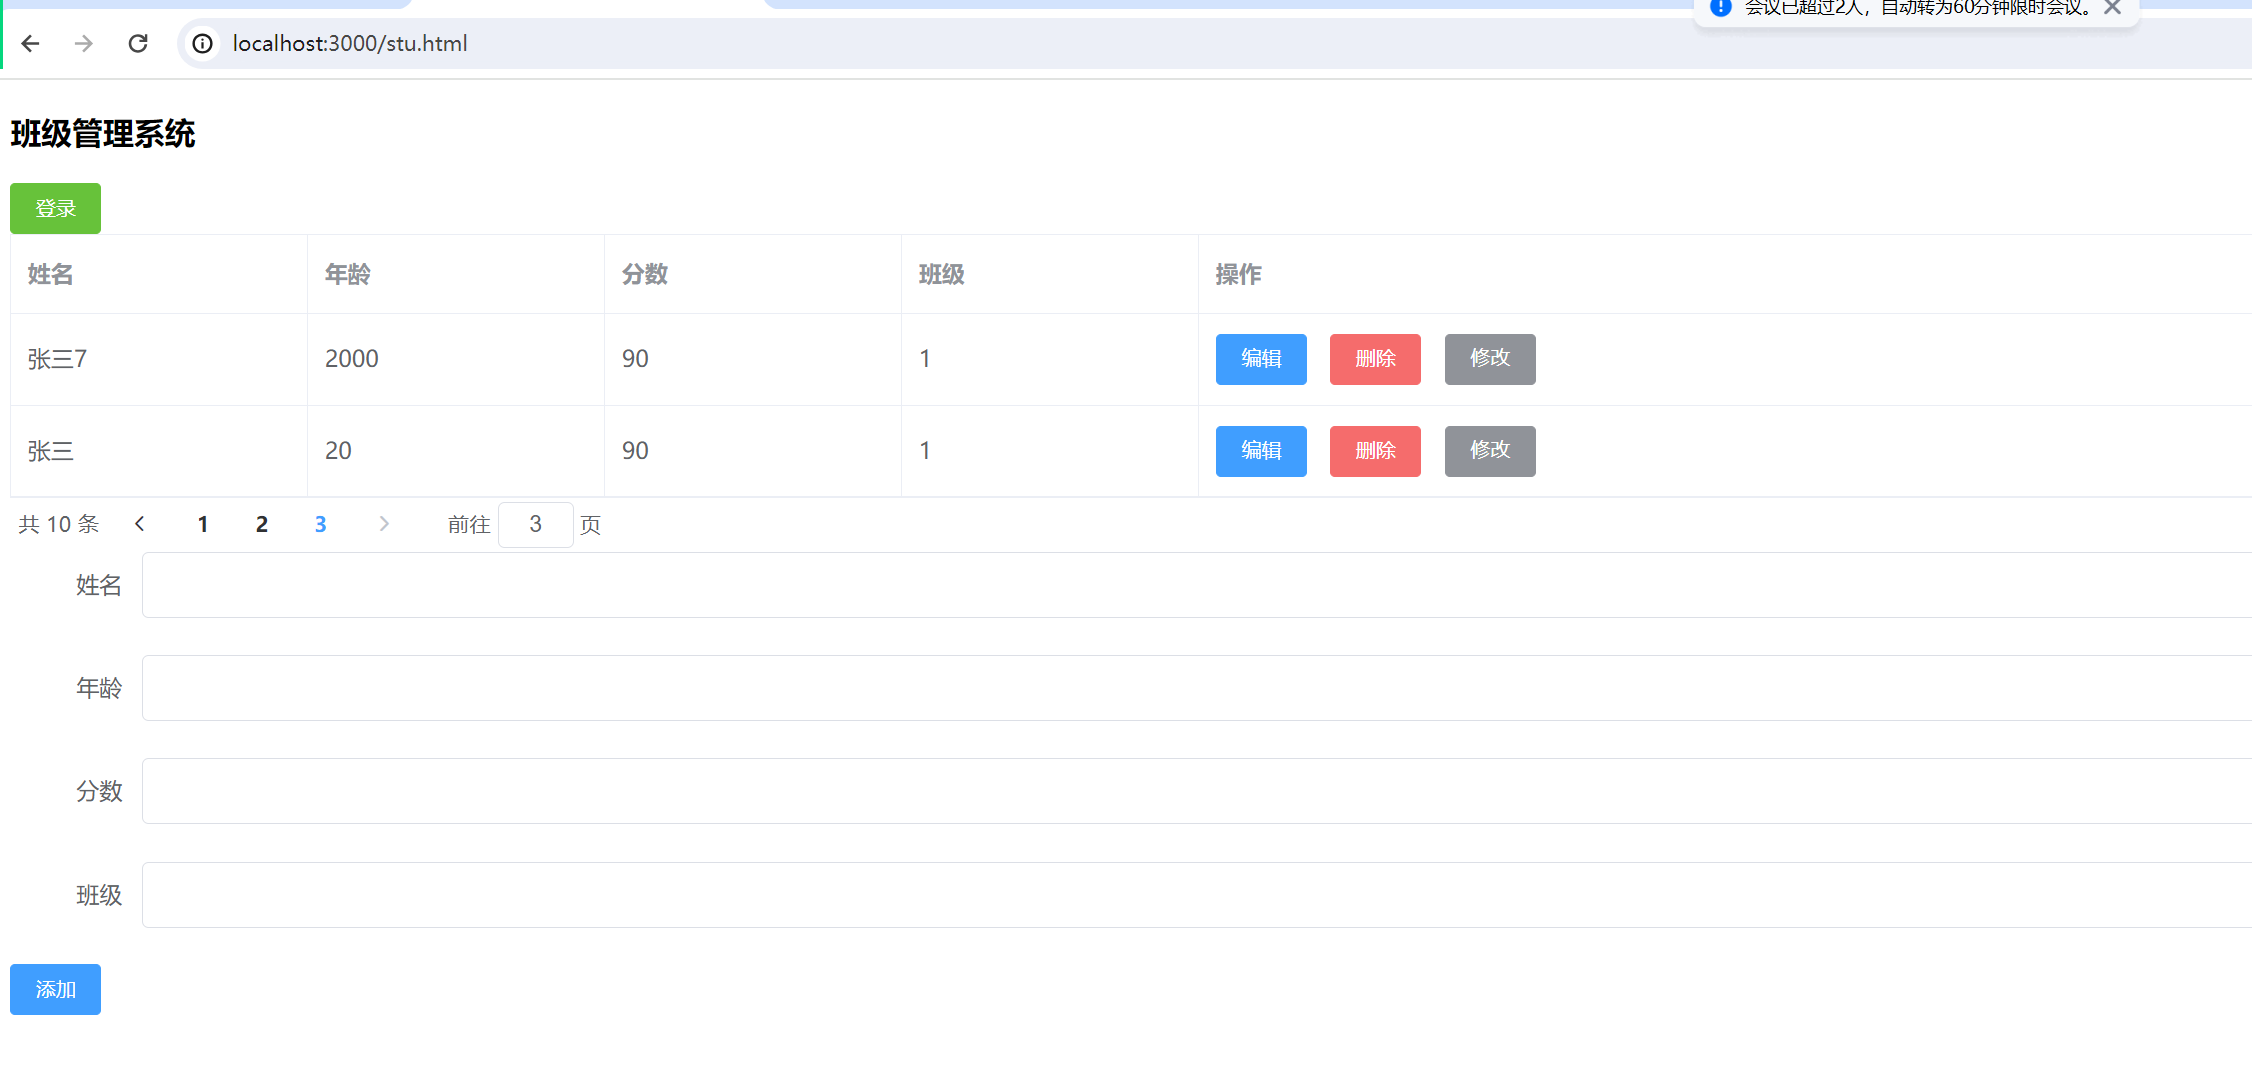 会议已超过2人，自动转为60分钟限时会议。
localhost:3000/stu.html
班级管理系统
登录
姓名 年龄 分数 班级 操作
张三7 2000 90 1 编辑 删除 修改
张三 20 90 1 编辑 删除 修改
共 10 条 1 2 3 前往 3 页
姓名
年龄
分数
班级
添加